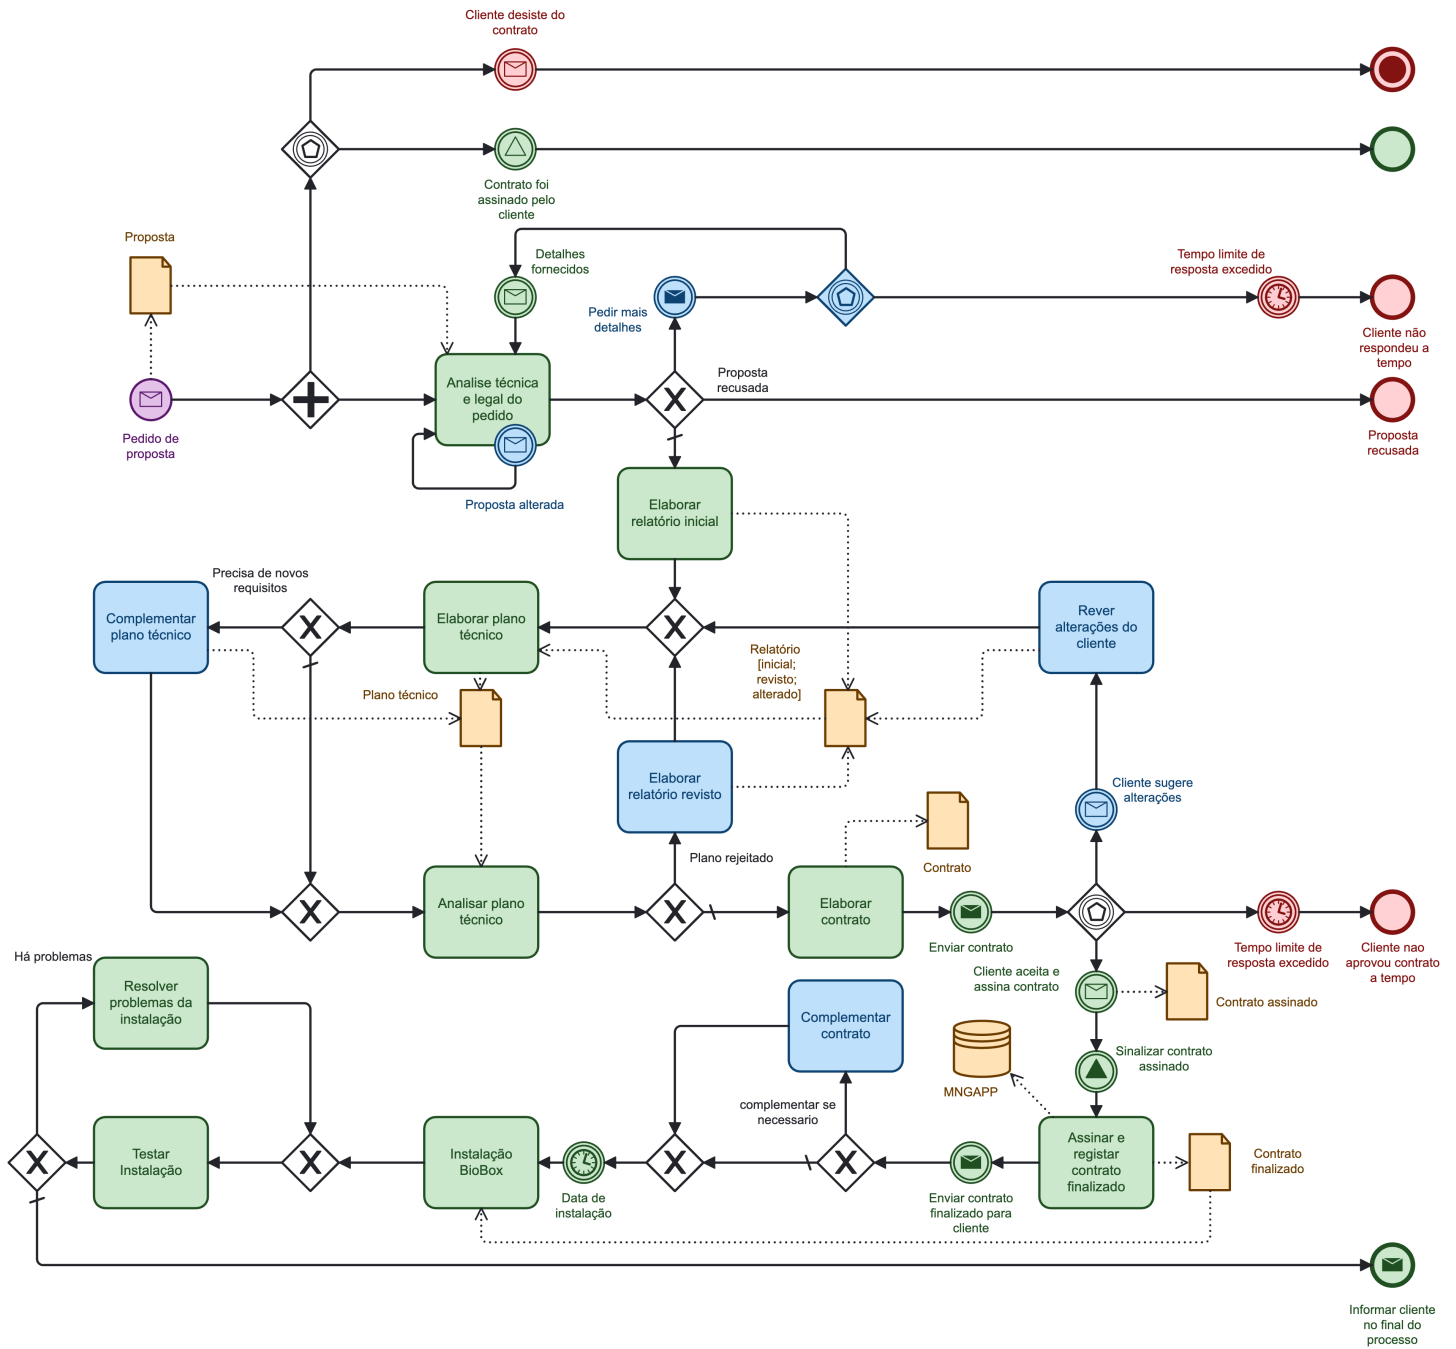 Cliente desiste do
contrato
Contrato foi
assinado pelo
cliente
Proposta
Detalhes
fornecidos
Tempo limite de
resposta excedido
Pedir mais
detalhes
Cliente não
respondeu a
tempo
Analise técnica
e legal do
pedido
Proposta
recusada
Pedido de
proposta
Proposta
recusada
Proposta alterada
Elaborar
relatório inicial
Precisa de novos
requisitos
Complementar
plano técnico
Elaborar plano
técnico
Rever
alterações do
cliente
Relatório
[inicial;
revisto;
alterado]
Plano técnico
Elaborar
relatório revisto
Cliente sugere
alterações
Plano rejeitado
Contrato
Analisar plano
técnico
Elaborar
contrato
Enviar contrato
Tempo limite de
resposta excedido
Cliente nao
aprovou contrato
a tempo
Há problemas
Cliente aceita e
assina contrato
Resolver
problemas da
instalação
Contrato assinado
Complementar
contrato
Sinalizar contrato
assinado
MNGAPP
complementar se
necessario
Testar
Instalação
Instalação
BioBox
Assinar e
registar
contrato
finalizado
Contrato
finalizado
Data de
instalação
Enviar contrato
finalizado para
cliente
Informar cliente
no final do
processo